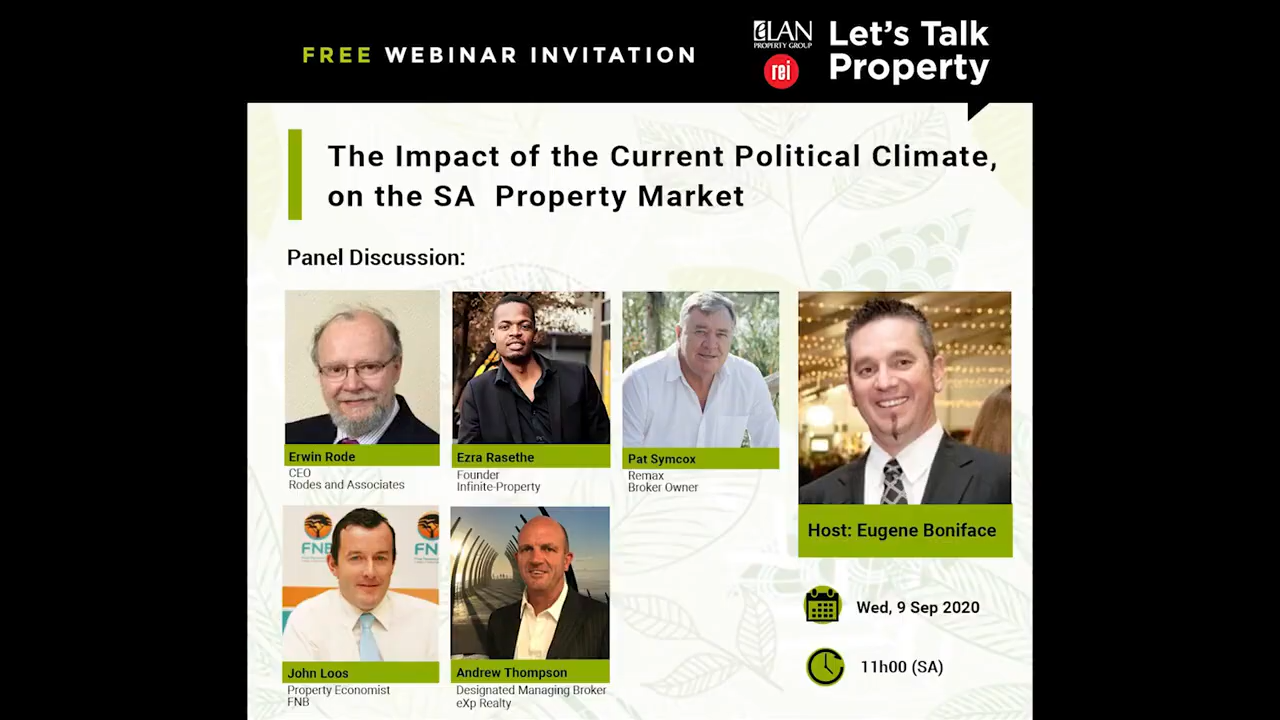 FREE WEBINAR INVITATION
eLAN
PROPERTY GROUP
rei
Let's Talk
Property
The Impact of the Current Political Climate,
on the SA Property Market
Panel Discussion:
Erwin Rode
CEO
Rodes and Associates
Ezra Rasethe
Founder
Infinite-Property
Pat Symcox
Remax
Broker Owner
Host: Eugene Boniface
FNB
FN
John Loos
Property Economist
FNB
Andrew Thompson
Designated Managing Broker
eXp Realty
Wed, 9 Sep 2020
11h00 (SA)